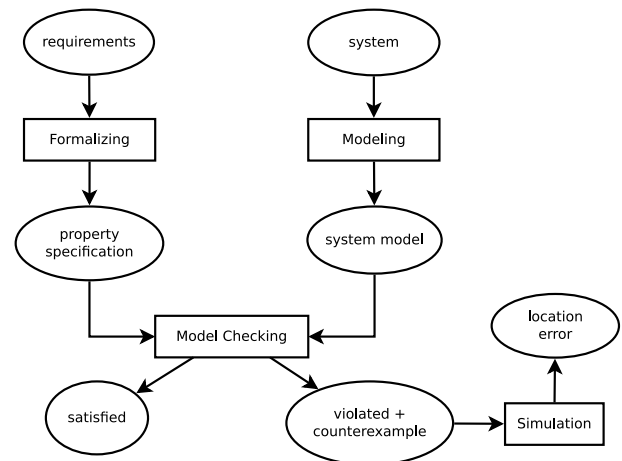 requirements
system
Formalizing
Modeling
property
specification
system model
Model Checking
location
error
satisfied
violated +
counterexample
Simulation